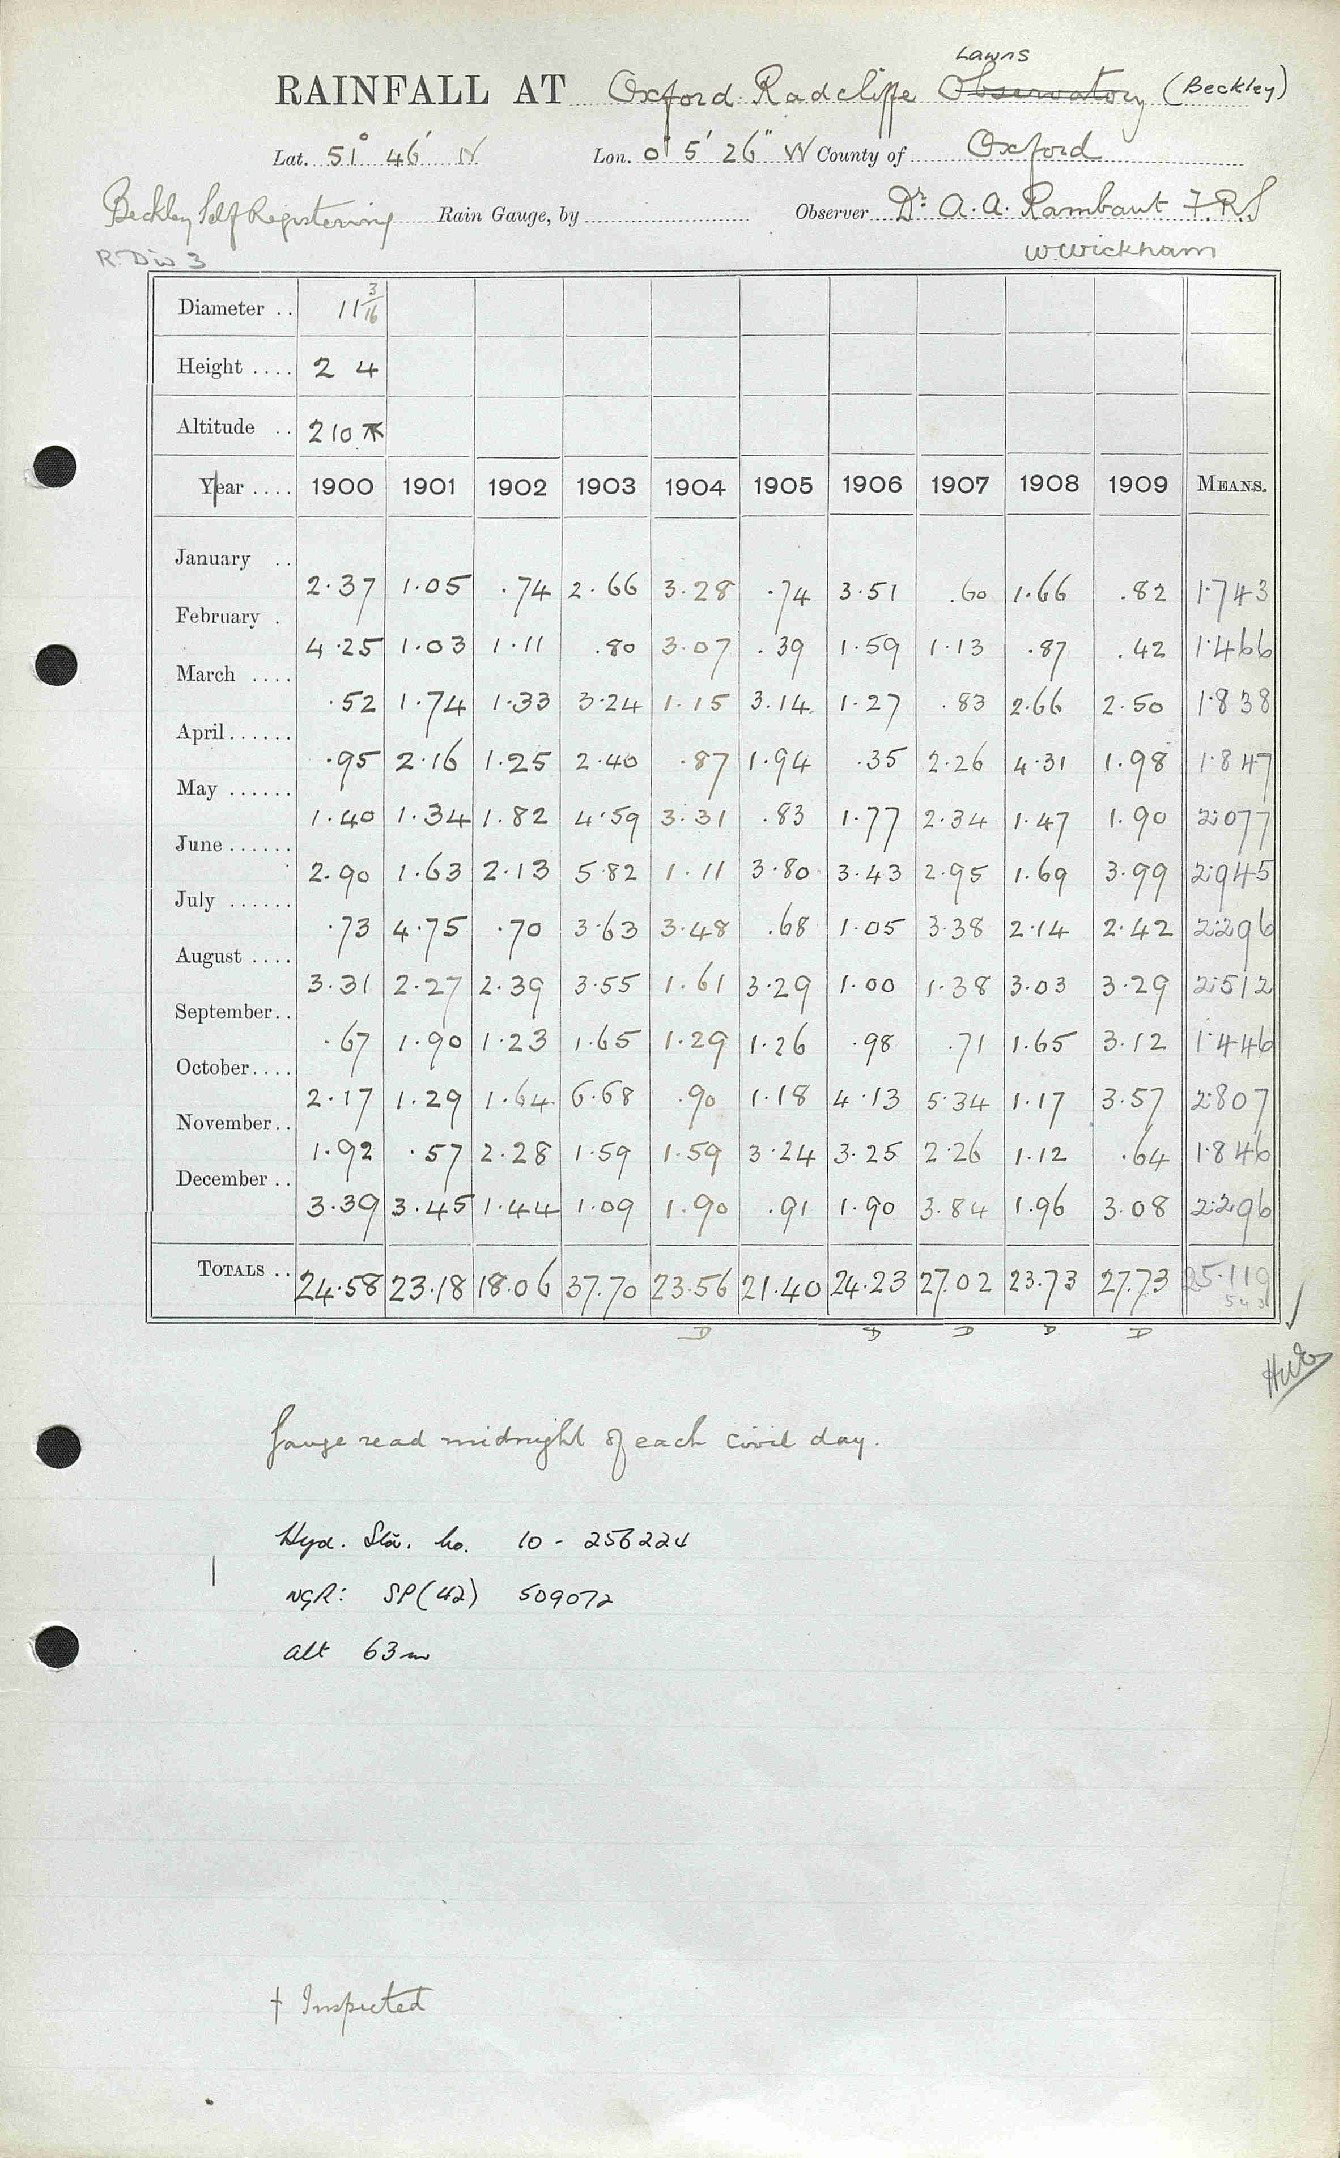 Lawns
RAINFALL AT Oxford Radcliffe Observatory (Beckley)
Lat. 51° 46' N Lon. 0° 5' 26" W County of Oxford
Beckley Self Registering Rain Gauge, by Observer Dr. A. A. Rambaut F.R.S
R. Div 3 W. Wickham
Diameter .. 11 3/16
Height .... 2 4
Altitude .. 210
Year .... 1900 1901 1902 1903 1904 1905 1906 1907 1908 1909 MEANS.
January .. 2.37 1.05 .74 2.66 3.28 .74 3.51 .60 1.66 .82 1.743
February . 4.25 1.03 1.11 .80 3.07 .39 1.59 1.13 .87 .42 1.466
March .... .52 1.74 1.33 3.24 1.15 3.14 1.27 .83 2.66 2.50 1.838
April ...... .95 2.16 1.25 2.40 .87 1.94 .35 2.26 4.31 1.98 1.847
May ...... 1.40 1.34 1.82 4.59 3.31 .83 1.77 2.34 1.47 1.90 2.077
June ...... 2.90 1.63 2.13 5.82 1.11 3.80 3.43 2.95 1.69 3.99 2.945
July ...... .73 4.75 .70 3.63 3.48 .68 1.05 3.38 2.14 2.42 2.296
August .... 3.31 2.27 2.39 3.55 1.61 3.29 1.00 1.38 3.03 3.29 2.512
September.. .67 1.90 1.23 1.65 1.29 1.26 .98 .71 1.65 3.12 1.446
October.... 2.17 1.29 1.64 6.68 .90 1.18 4.13 5.34 1.17 3.57 2.807
November.. 1.92 .57 2.28 1.59 1.59 3.24 3.25 2.26 1.12 .64 1.846
December .. 3.39 3.45 1.44 1.09 1.90 .91 1.90 3.84 1.96 3.08 2.296
TOTALS .. 24.58 23.18 18.06 37.70 23.56 21.40 24.23 27.02 23.73 27.73 25.119
D D D D D
Gauge read midnight of each civil day.
Hyd. Sta. no. 10 - 256224
NGR: SP(42) 509072
alt 63m
† Inspected